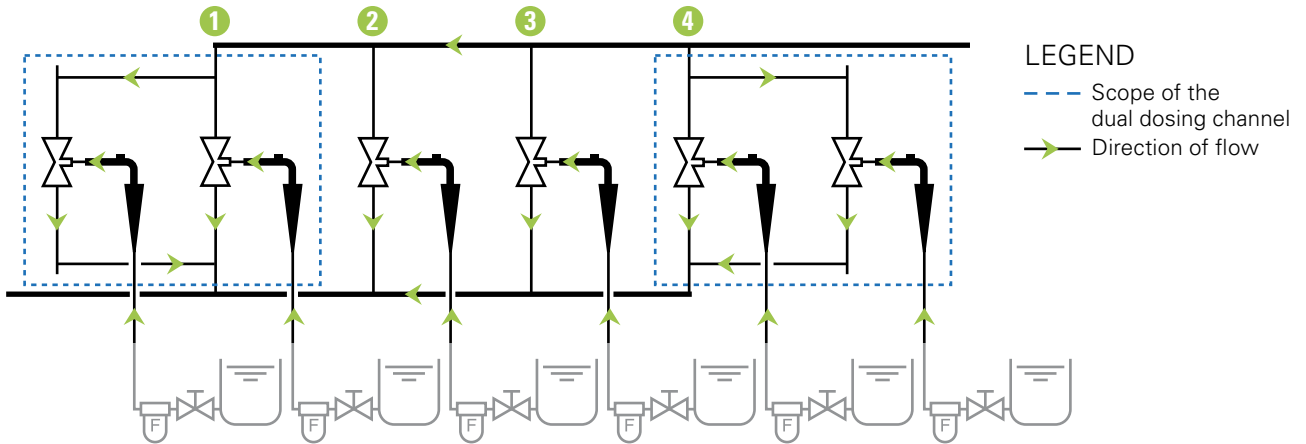 1 2 3 4
LEGEND
Scope of the
dual dosing channel
Direction of flow
F F F F F F